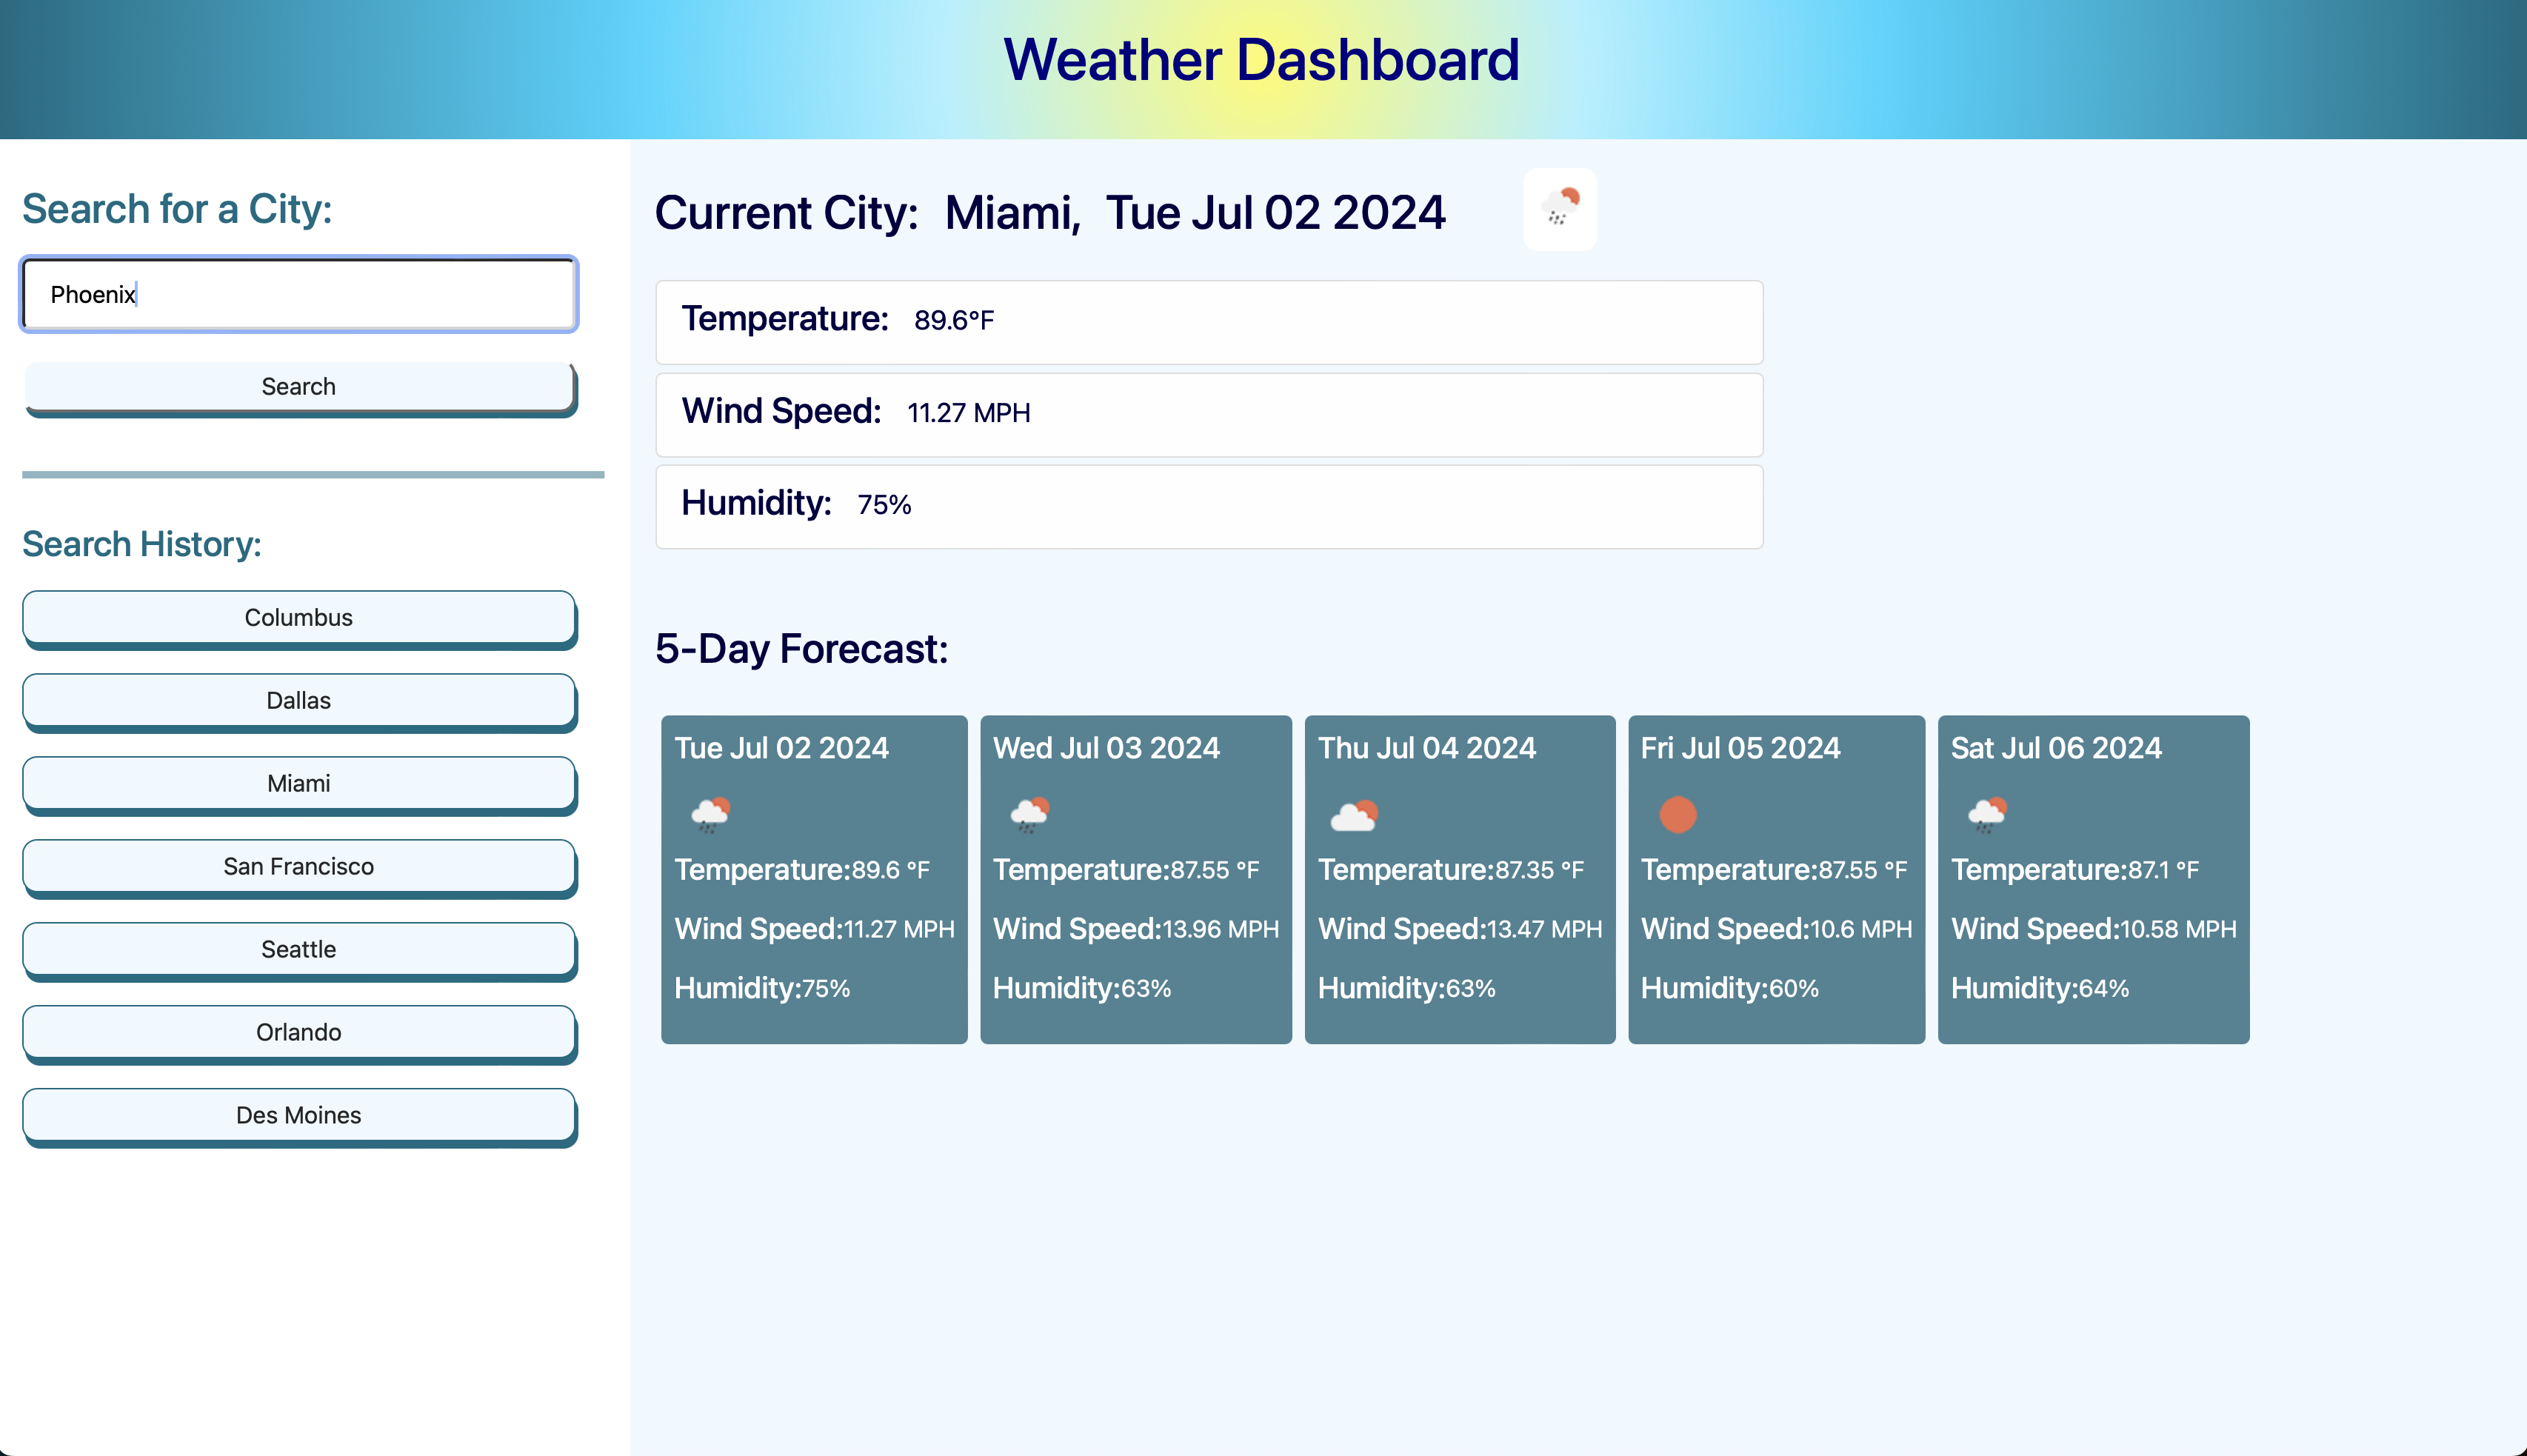 Weather Dashboard
Search for a City:
Phoenix
Search
Search History:
Columbus
Dallas
Miami
San Francisco
Seattle
Orlando
Des Moines
Current City: Miami, Tue Jul 02 2024
Temperature: 89.6°F
Wind Speed: 11.27 MPH
Humidity: 75%
5-Day Forecast:
Tue Jul 02 2024
Temperature:89.6 °F
Wind Speed:11.27 MPH
Humidity:75%
Wed Jul 03 2024
Temperature:87.55 °F
Wind Speed:13.96 MPH
Humidity:63%
Thu Jul 04 2024
Temperature:87.35 °F
Wind Speed:13.47 MPH
Humidity:63%
Fri Jul 05 2024
Temperature:87.55 °F
Wind Speed:10.6 MPH
Humidity:60%
Sat Jul 06 2024
Temperature:87.1 °F
Wind Speed:10.58 MPH
Humidity:64%